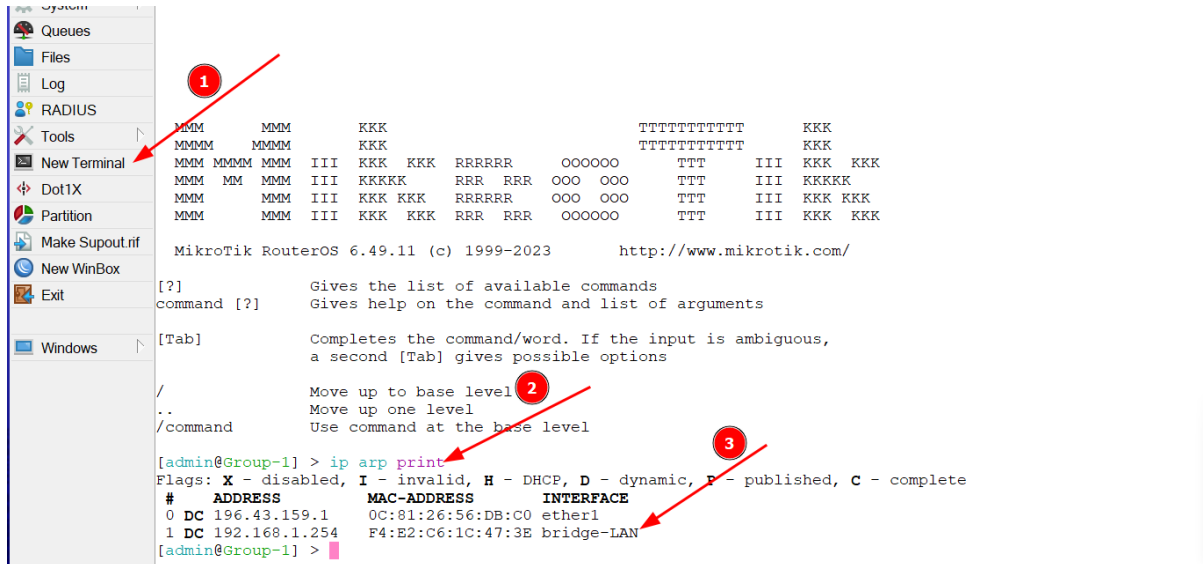 System
Queues
Files
Log
RADIUS
Tools
New Terminal
Dot1X
Partition
Make Supout.rif
New WinBox
Exit
Windows
1
MMM      MMM       KKK                          TTTTTTTTTTT      KKK
MMMM    MMMM       KKK                          TTTTTTTTTTT      KKK
MMM MMMM MMM  III  KKK  KKK  RRRRRR     OOOOOO      TTT     III  KKK  KKK
MMM  MM  MMM  III  KKKKK     RRR  RRR  OOO  OOO     TTT     III  KKKKK
MMM      MMM  III  KKK KKK   RRRRRR    OOO  OOO     TTT     III  KKK KKK
MMM      MMM  III  KKK  KKK  RRR  RRR   OOOOOO      TTT     III  KKK  KKK
MikroTik RouterOS 6.49.11 (c) 1999-2023       http://www.mikrotik.com/
[?]             Gives the list of available commands
command [?]     Gives help on the command and list of arguments
[Tab]           Completes the command/word. If the input is ambiguous,
a second [Tab] gives possible options
/               Move up to base level
2
..              Move up one level
/command        Use command at the base level
3
[admin@Group-1] > ip arp print
Flags: X - disabled, I - invalid, H - DHCP, D - dynamic, P - published, C - complete
#    ADDRESS         MAC-ADDRESS       INTERFACE
0 DC 196.43.159.1    0C:81:26:56:DB:C0 ether1
1 DC 192.168.1.254   F4:E2:C6:1C:47:3E bridge-LAN
[admin@Group-1] >